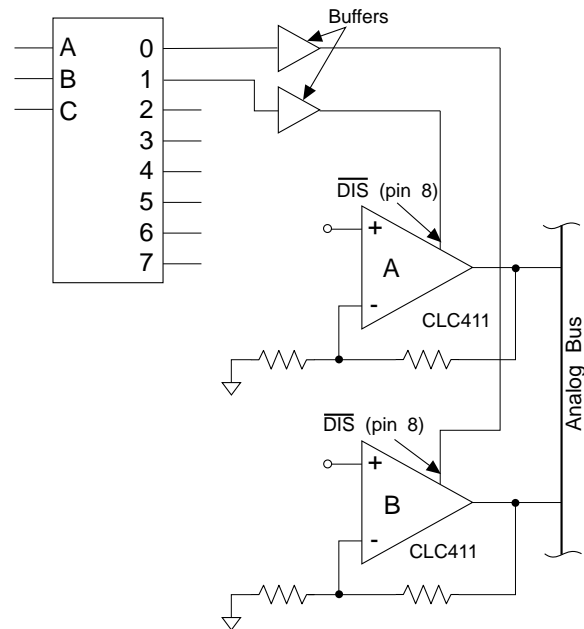 Buffers
A
B
C
0
1
2
3
4
5
6
7
DIS (pin 8)
+
A
-
CLC411
DIS (pin 8)
+
B
-
CLC411
Analog Bus